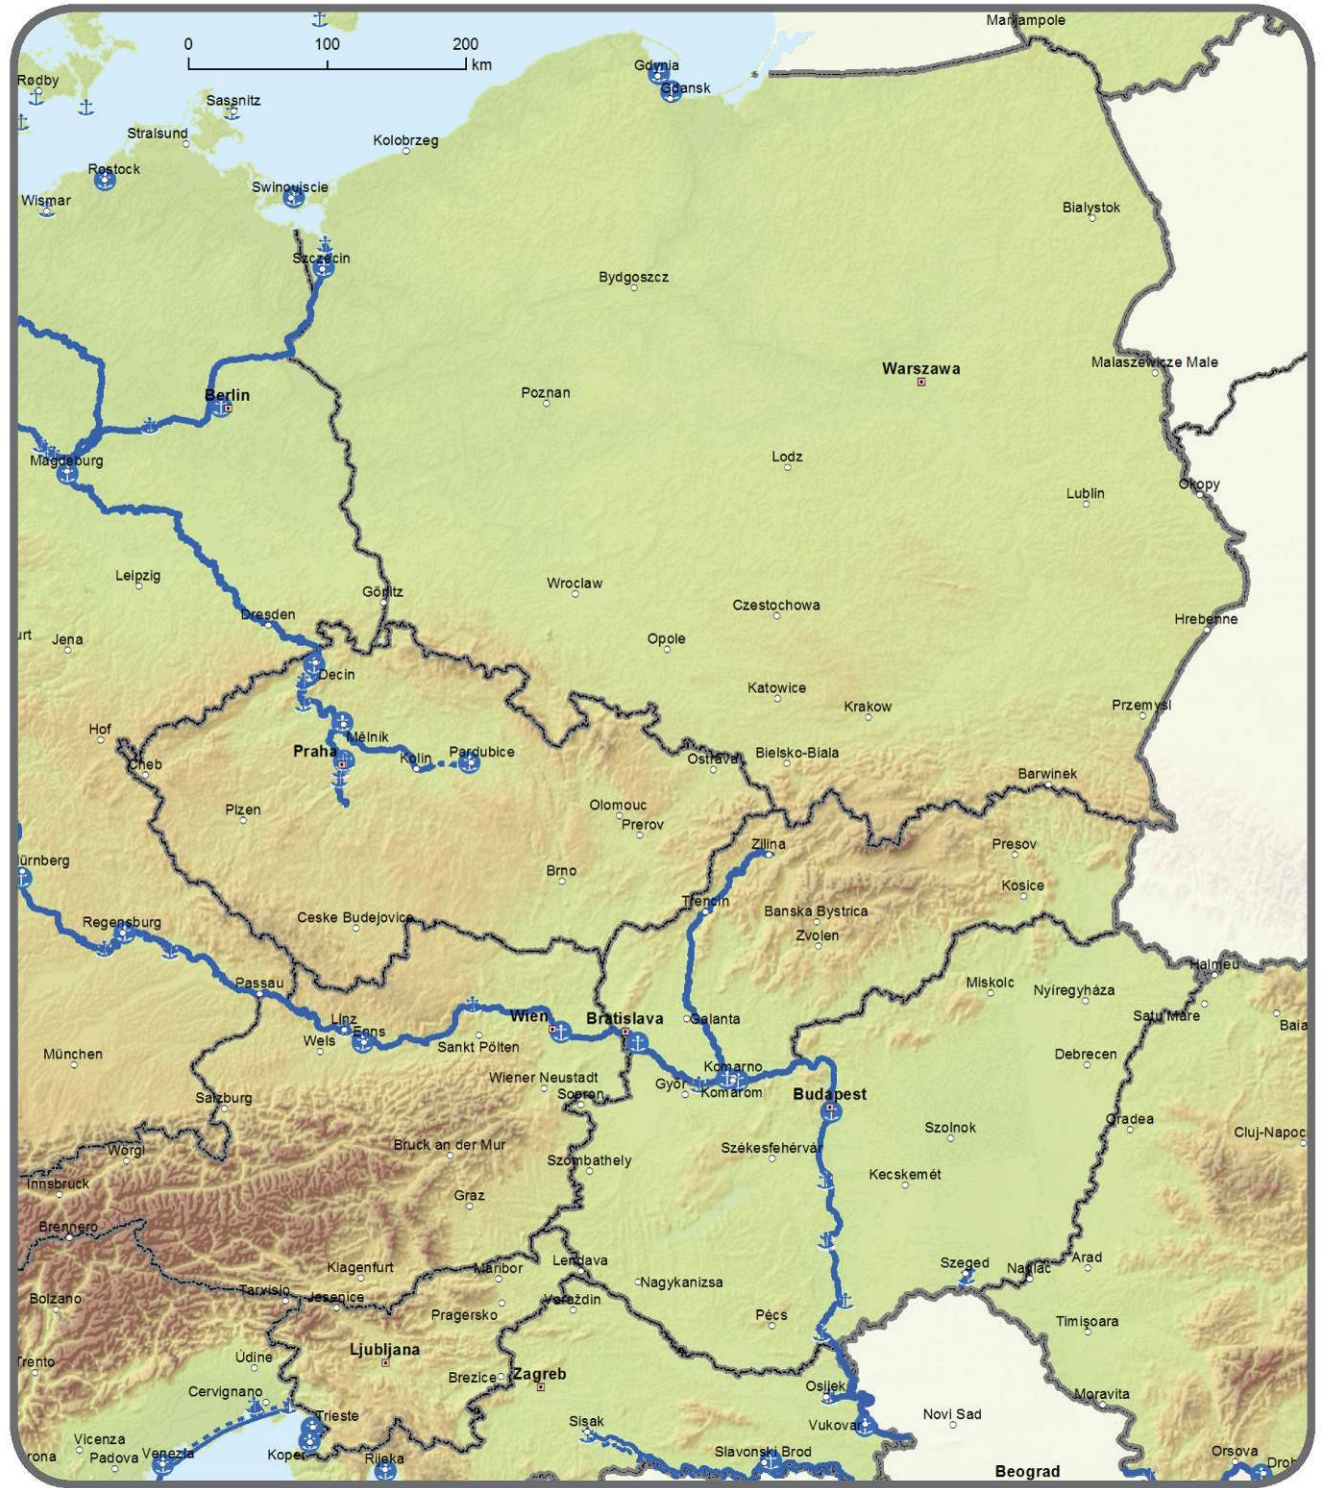 Marijampole
0 100 200
km
Gdynia
Rødby
Gdansk
Sassnitz
Stralsund
Kolobrzeg
Rostock
Swinoujscie
Wismar
Bialystok
Szczecin
Bydgoszcz
Malaszewicze Male
Warszawa
Berlin
Poznan
Magdeburg
Lodz
Okopy
Lublin
Leipzig
Wroclaw
Görlitz
Czestochowa
Dresden
Hrebenne
urt
Jena
Opole
Decin
Katowice
Krakow
Przemysl
Hof
Mělnik
Praha
Kolin
Pardubice
Ostrava
Bielsko-Biala
Cheb
Barwinek
Plzen
Olomouc
Prerov
Zilina
Presov
ürnberg
Brno
Kosice
Trencin
Regensburg
Ceske Budejovice
Banska Bystrica
Zvolen
Halmeu
Passau
Miskolc
Nyíregyháza
Linz
Enns
Wien
Bratislava
Galanta
Satu Mare
Baia
Wels
Sankt Pölten
München
Debrecen
Komarno
Wiener Neustadt
Győr
Komarom
Sopron
Budapest
Salzburg
Oradea
Szolnok
Cluj-Napoc
Bruck an der Mur
Székesfehérvár
Wörgl
Szombathely
Kecskemét
Innsbruck
Graz
Brennero
Klagenfurt
Maribor
Lendava
Szeged
Nadlac
Arad
Nagykanizsa
Tarvisio
Jesenice
Bolzano
Varaždin
Pragersko
Pécs
Timişoara
Ljubljana
Udine
Trento
Brezice
Zagreb
Cervignano
Osijek
Moravita
Trieste
Sisak
Vukovar
Novi Sad
Vicenza
Padova
Venezia
Koper
Rijeka
Slavonski Brod
Orsova
rona
Beograd
Drob